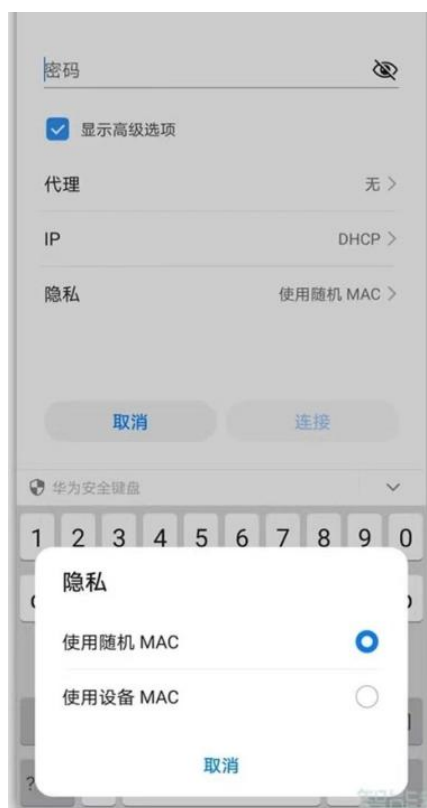 密码
显示高级选项
代理 无
IP DHCP
隐私 使用随机 MAC
取消 连接
华为安全键盘
1 2 3 4 5 6 7 8 9 0
隐私
使用随机 MAC
使用设备 MAC
取消
?